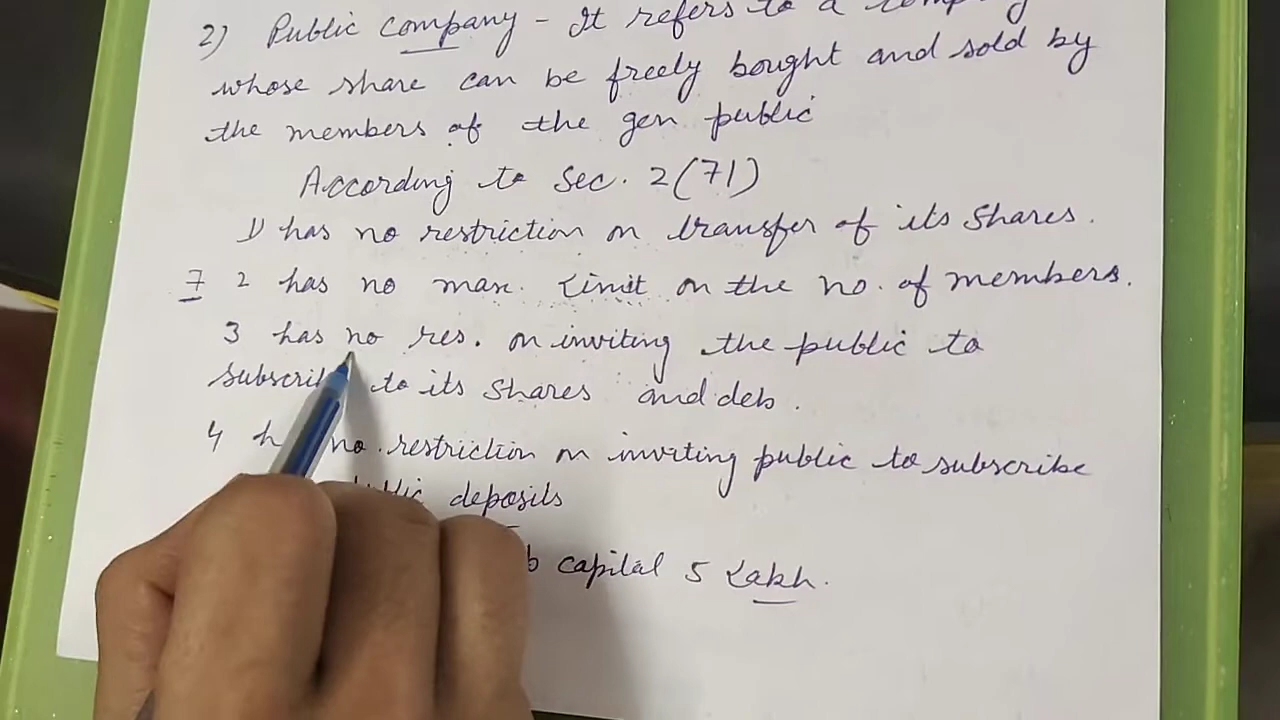 2) Public company - It refers to a company
whose share can be freely bought and sold by
the members of the gen public
According to Sec. 2(71)
1) has no restriction on transfer of its Shares.
7 2 has no max. Limit on the no. of members.
3 has no res. on inviting the public to
to its Shares and deb.
4 no restriction on inviting public to subscribe
deposits
capital 5 Lakh.